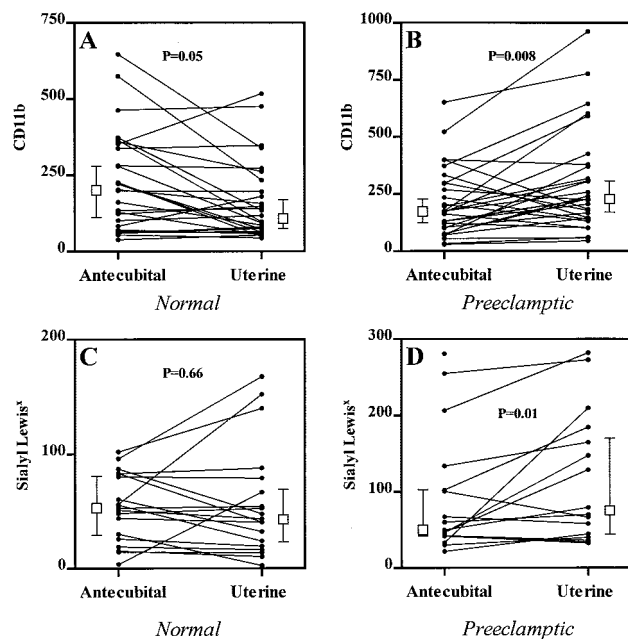 A
P=0.05
CD11b
750
500
250
0
Antecubital
Uterine
Normal
B
P=0.008
CD11b
1000
750
500
250
0
Antecubital
Uterine
Preeclamptic
C
P=0.66
Sialyl Lewisˣ
200
100
0
Antecubital
Uterine
Normal
D
P=0.01
Sialyl Lewisˣ
300
200
100
0
Antecubital
Uterine
Preeclamptic